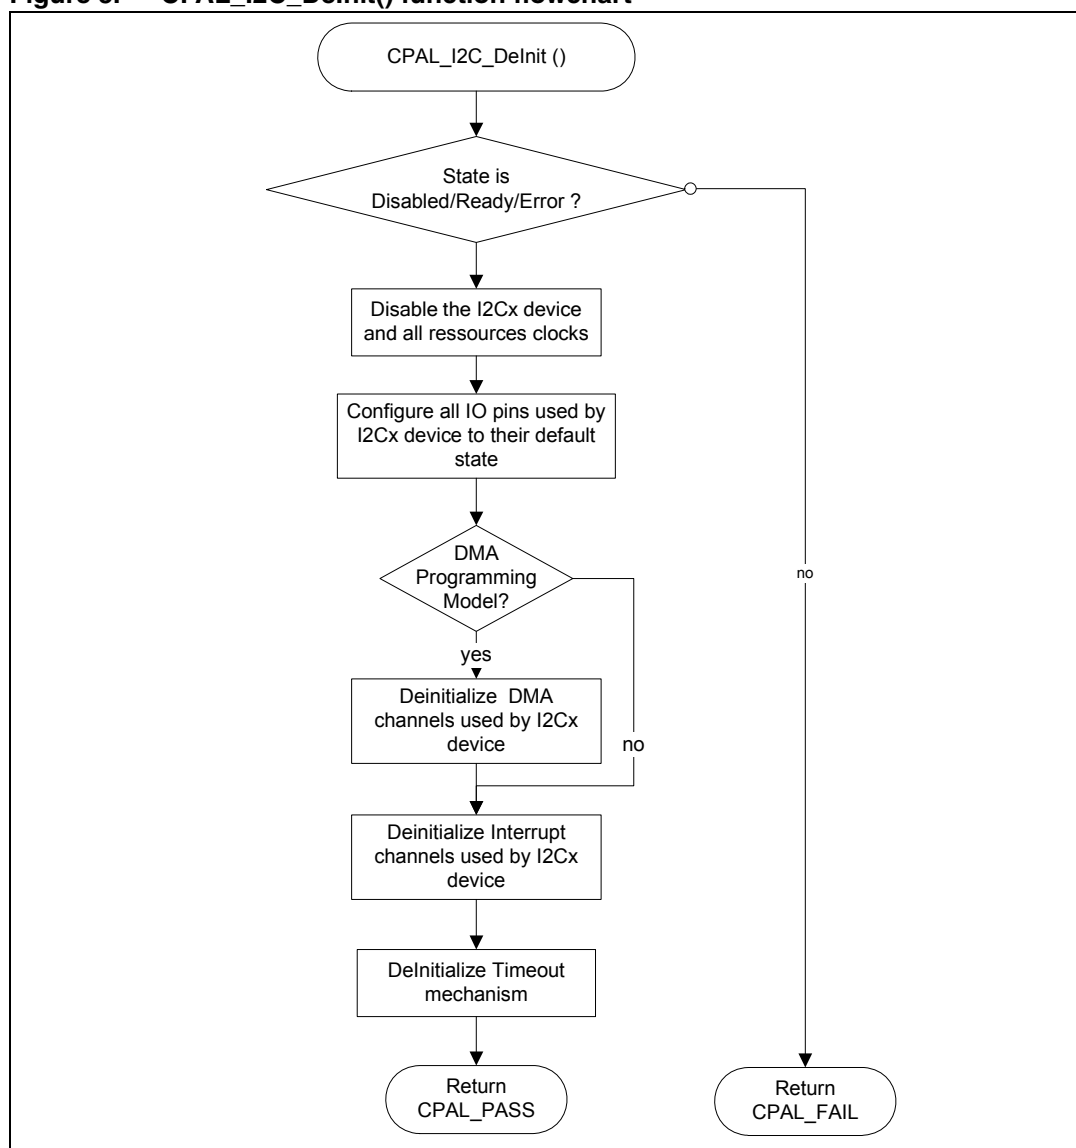 CPAL_I2C_DeInit ()
State is
Disabled/Ready/Error ?
Disable the I2Cx device
and all ressources clocks
Configure all IO pins used by
I2Cx device to their default
state
DMA
Programming
Model?
no
yes
Deinitialize DMA
channels used by I2Cx
device
no
Deinitialize Interrupt
channels used by I2Cx
device
DeInitialize Timeout
mechanism
Return
CPAL_PASS
Return
CPAL_FAIL